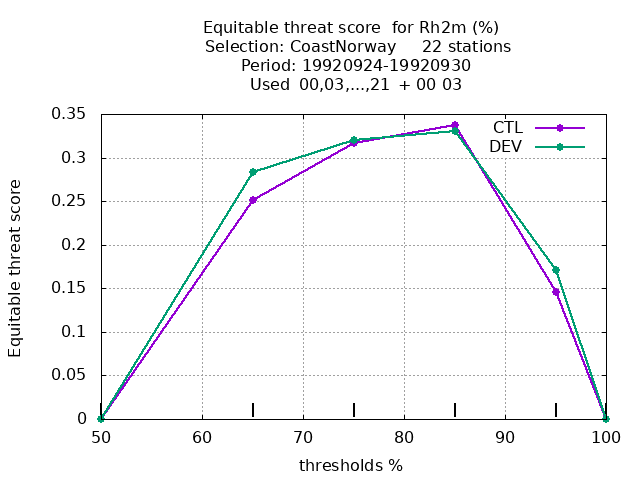 Equitable threat score  for Rh2m (%)
Selection: CoastNorway     22 stations
Period: 19920924-19920930
Used  00,03,...,21  + 00 03
CTL
DEV
0.35
0.3
0.25
0.2
0.15
0.1
0.05
0
Equitable threat score
50 60 70 80 90 100
thresholds %